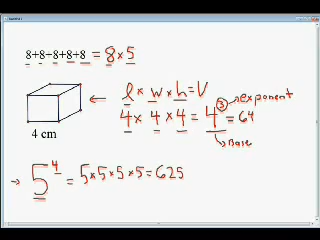 8+8+8+8+8 = 8×5
l × w × h = V
4 × 4 × 4 = 4³ = 64
exponent
Base
4 cm
→ 5⁴ = 5×5×5×5=625